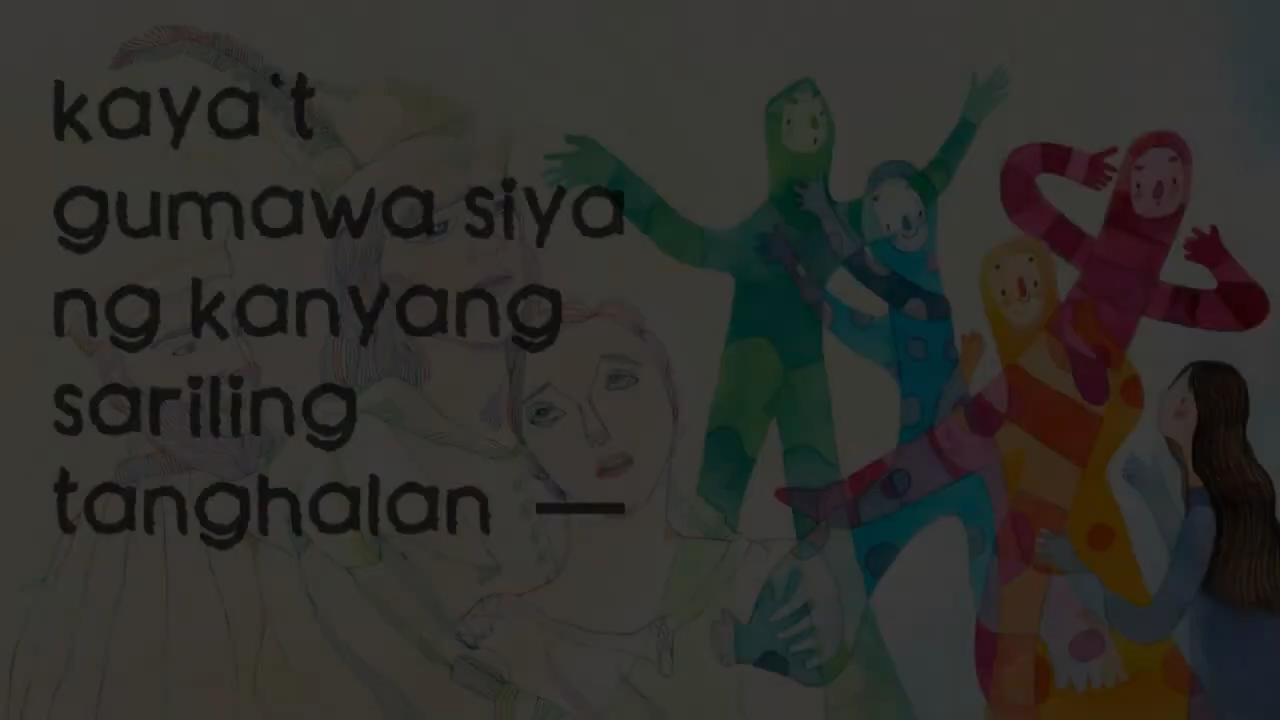 kaya't
gumawa siya
ng kanyang
sariling
tanghalan —